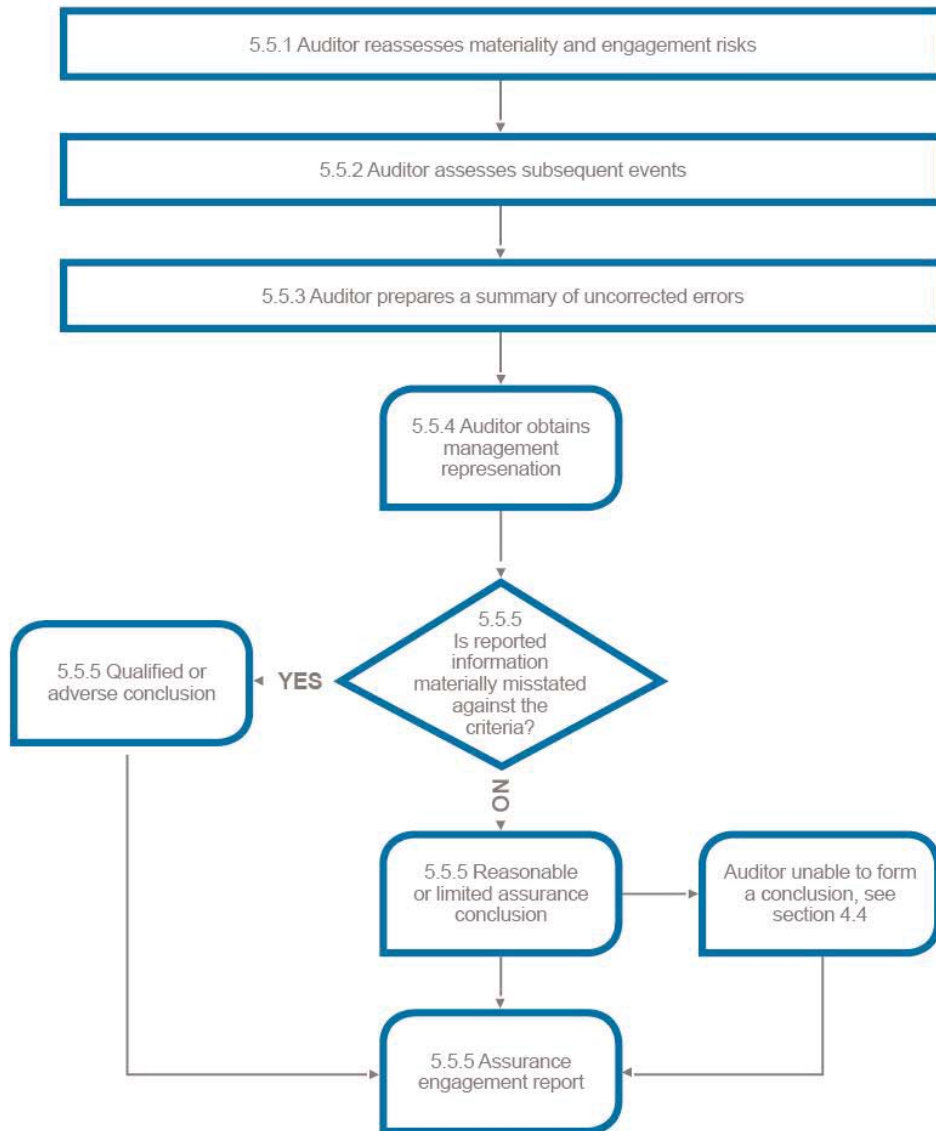 5.5.1 Auditor reassesses materiality and engagement risks
5.5.2 Auditor assesses subsequent events
5.5.3 Auditor prepares a summary of uncorrected errors
5.5.4 Auditor obtains
management
represenation
5.5.5
Is reported
information
materially misstated
against the
criteria?
YES
5.5.5 Qualified or
adverse conclusion
NO
5.5.5 Reasonable
or limited assurance
conclusion
Auditor unable to form
a conclusion, see
section 4.4
5.5.5 Assurance
engagement report